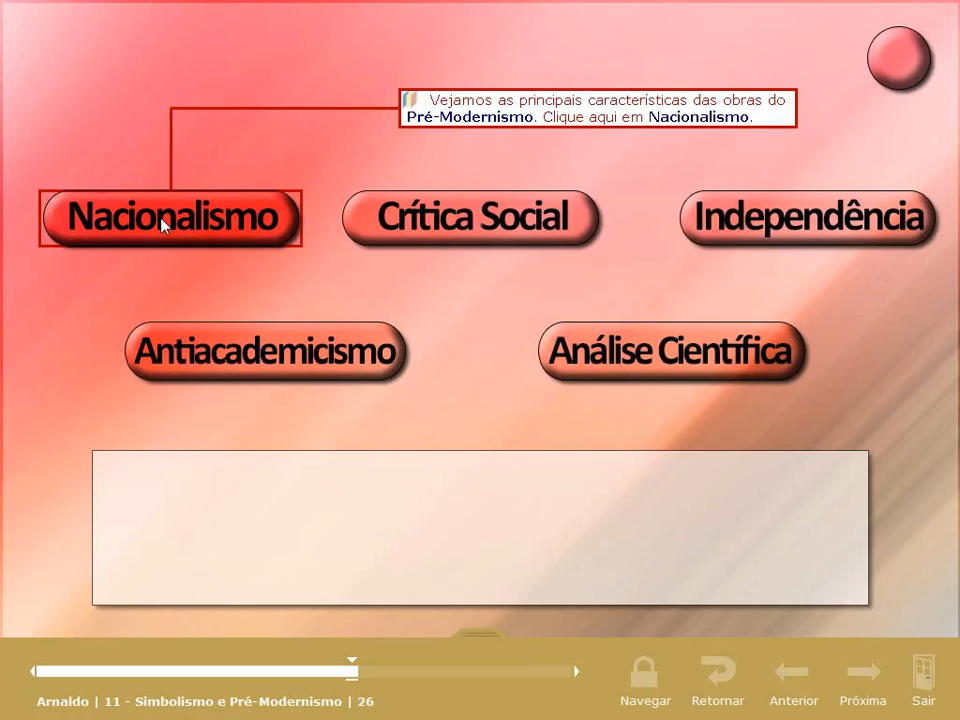 Vejamos as principais características das obras do
Pré-Modernismo. Clique aqui em Nacionalismo.
Nacionalismo
Crítica Social
Independência
Antiacademicismo
Análise Científica
Navegar
Retornar
Anterior
Próxima
Sair
Arnaldo | 11 - Simbolismo e Pré-Modernismo | 26